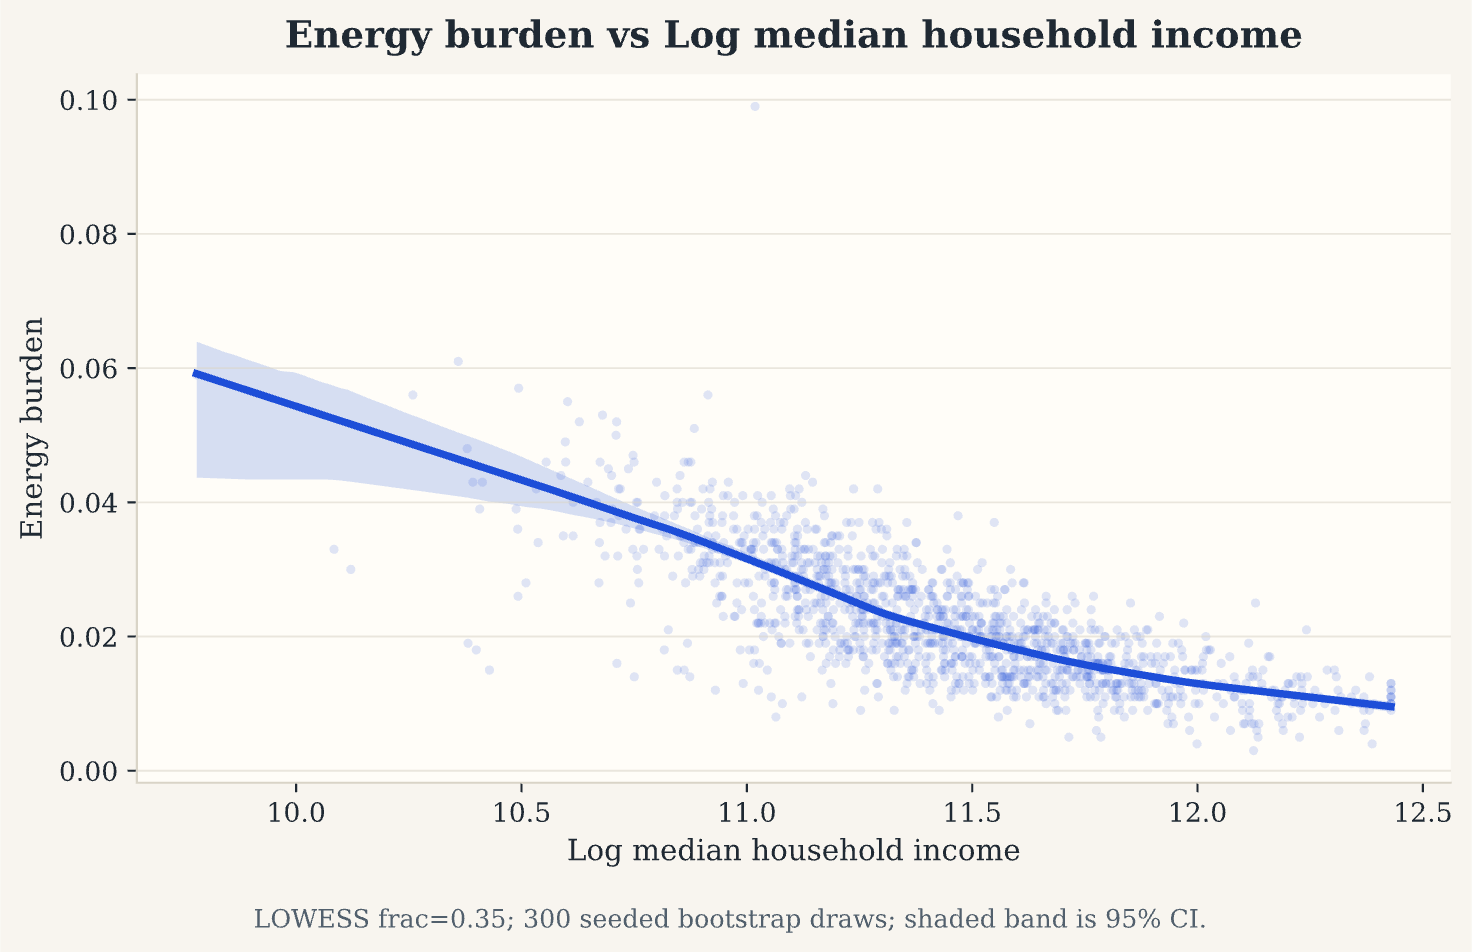 Energy burden vs Log median household income
Energy burden
0.10
0.08
0.06
0.04
0.02
0.00
10.0 10.5 11.0 11.5 12.0 12.5
Log median household income
LOWESS frac=0.35; 300 seeded bootstrap draws; shaded band is 95% CI.